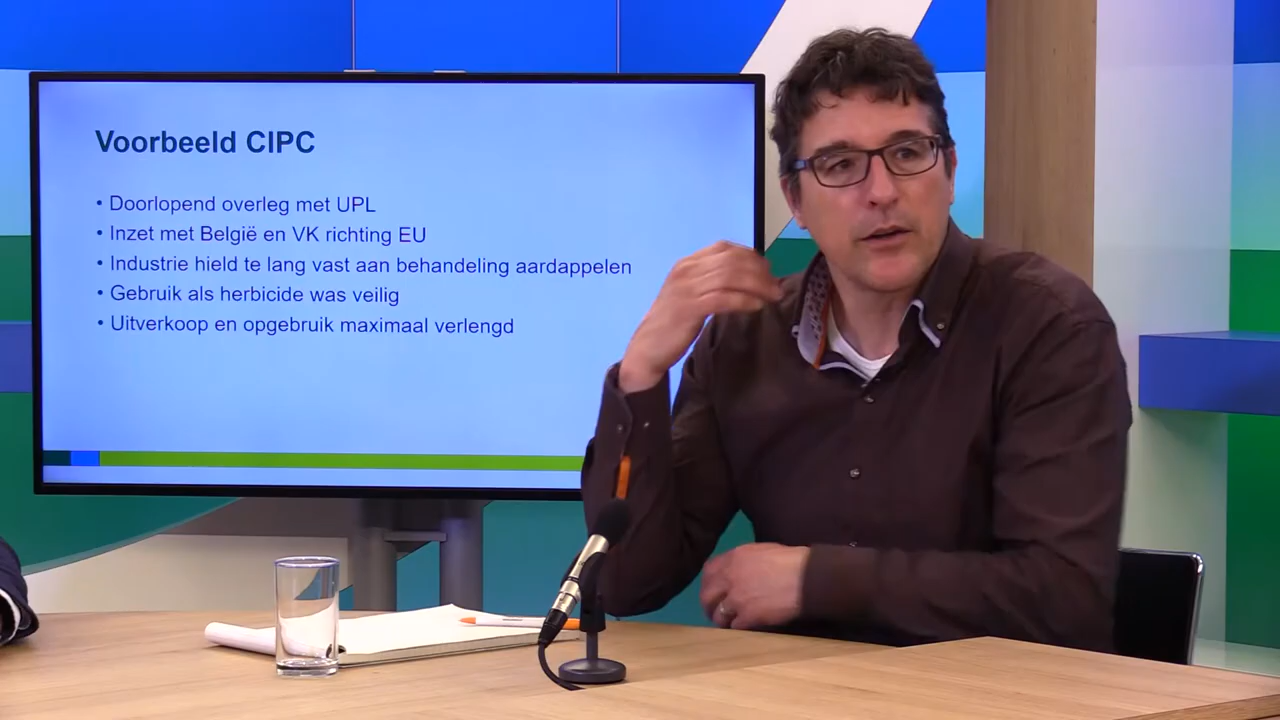 Voorbeeld CIPC
• Doorlopend overleg met UPL
• Inzet met België en VK richting EU
• Industrie hield te lang vast aan behandeling aardappelen
• Gebruik als herbicide was veilig
• Uitverkoop en opgebruik maximaal verlengd